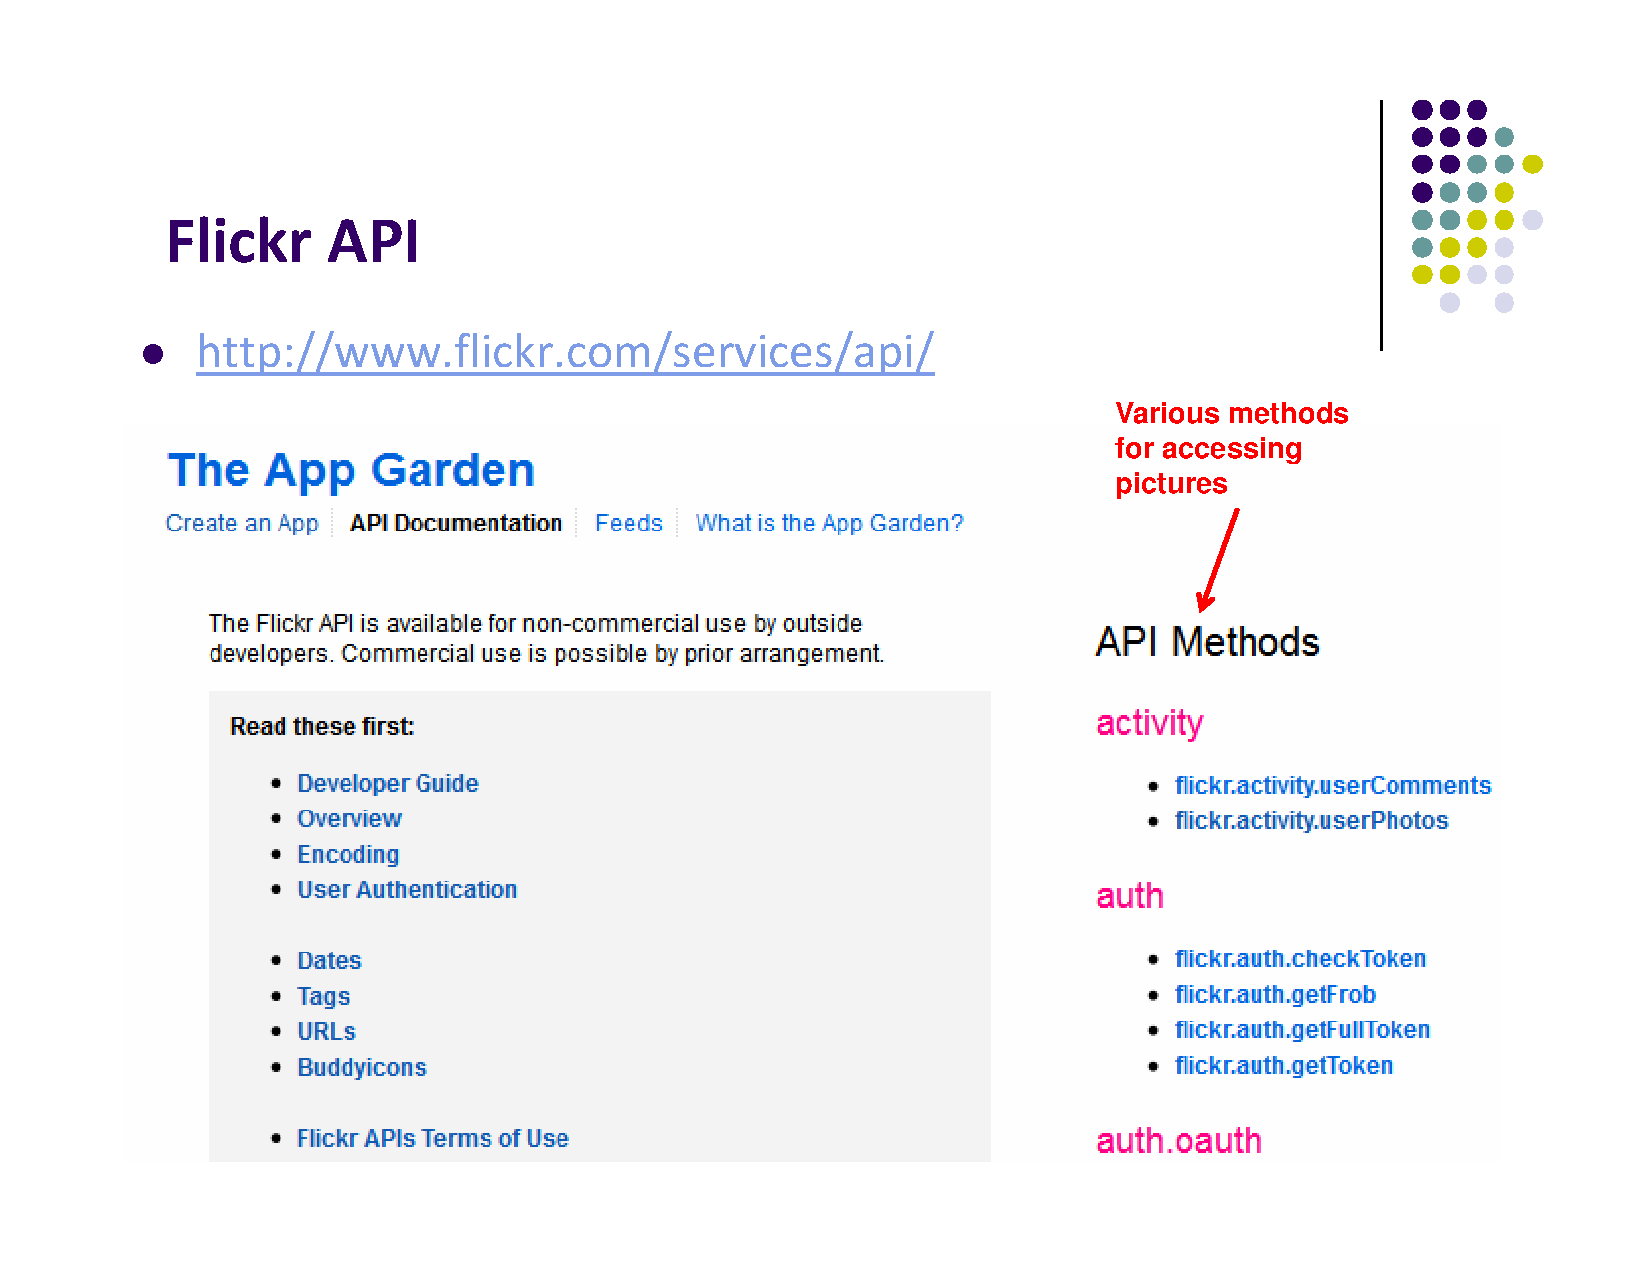 Flickr API
http://www.flickr.com/services/api/
Various methods
for accessing
pictures
The App Garden
Create an App API Documentation Feeds What is the App Garden?
The Flickr API is available for non-commercial use by outside
developers. Commercial use is possible by prior arrangement.
Read these first:
Developer Guide
Overview
Encoding
User Authentication
Dates
Tags
URLs
Buddyicons
Flickr APIs Terms of Use
API Methods
activity
flickr.activity.userComments
flickr.activity.userPhotos
auth
flickr.auth.checkToken
flickr.auth.getFrob
flickr.auth.getFullToken
flickr.auth.getToken
auth.oauth